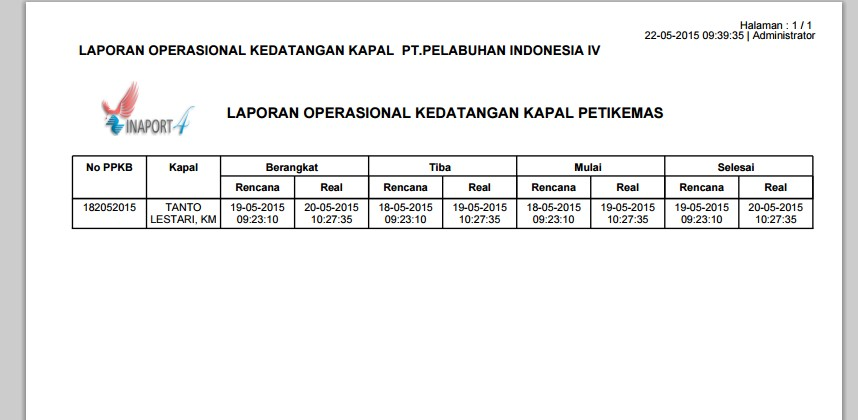 Halaman : 1 / 1
22-05-2015 09:39:35 | Administrator
LAPORAN OPERASIONAL KEDATANGAN KAPAL PT.PELABUHAN INDONESIA IV
INAPORT 4
LAPORAN OPERASIONAL KEDATANGAN KAPAL PETIKEMAS
No PPKB Kapal Berangkat Tiba Mulai Selesai
Rencana Real Rencana Real Rencana Real Rencana Real
182052015 TANTO 19-05-2015 20-05-2015 18-05-2015 19-05-2015 18-05-2015 19-05-2015 19-05-2015 20-05-2015
LESTARI, KM 09:23:10 10:27:35 09:23:10 10:27:35 09:23:10 10:27:35 09:23:10 10:27:35